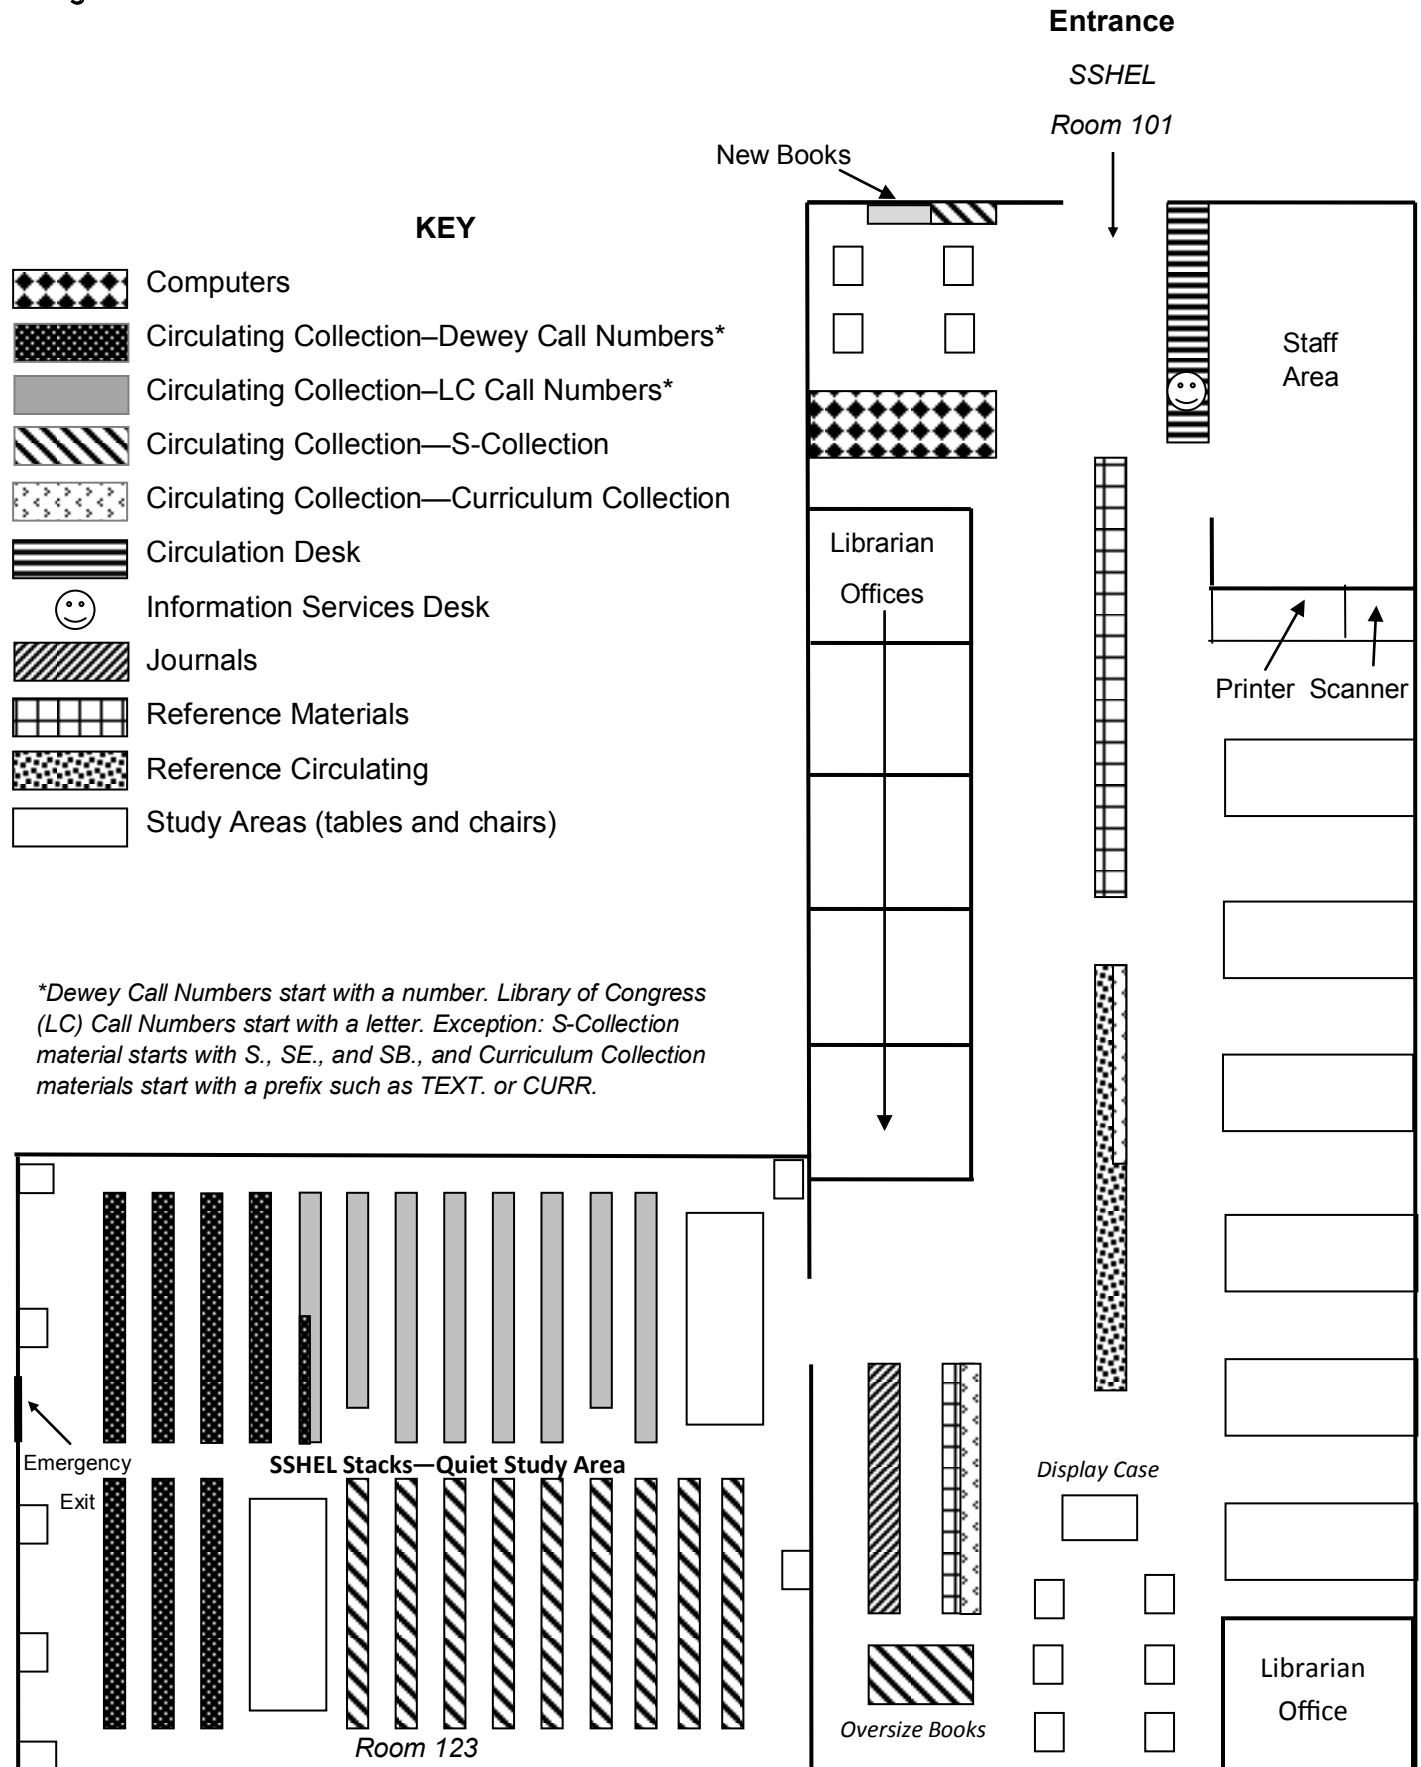 Entrance
SSHEL
Room 101
New Books
KEY
Computers
Circulating Collection–Dewey Call Numbers*
Circulating Collection–LC Call Numbers*
Circulating Collection—S-Collection
Circulating Collection—Curriculum Collection
Circulation Desk
Information Services Desk
Journals
Reference Materials
Reference Circulating
Study Areas (tables and chairs)
Staff
Area
Librarian
Offices
Printer Scanner
*Dewey Call Numbers start with a number. Library of Congress
(LC) Call Numbers start with a letter. Exception: S-Collection
material starts with S., SE., and SB., and Curriculum Collection
materials start with a prefix such as TEXT. or CURR.
Emergency
Exit
SSHEL Stacks—Quiet Study Area
Display Case
Room 123
Oversize Books
Librarian
Office